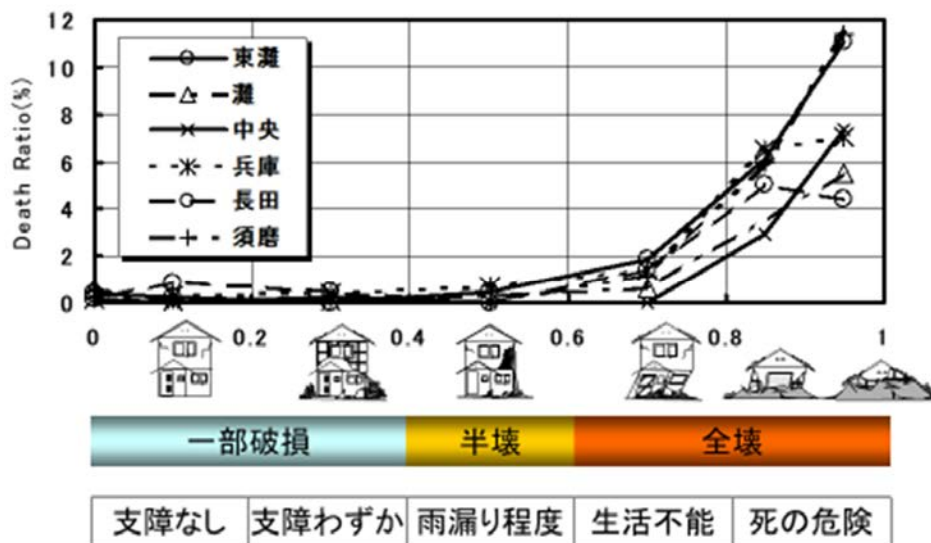 12
10
8
6
4
2
0
Death Ratio(%)
東灘
灘
中央
兵庫
長田
須磨
0 0.2 0.4 0.6 0.8 1
一部破損 半壊 全壊
支障なし 支障わずか 雨漏り程度 生活不能 死の危険